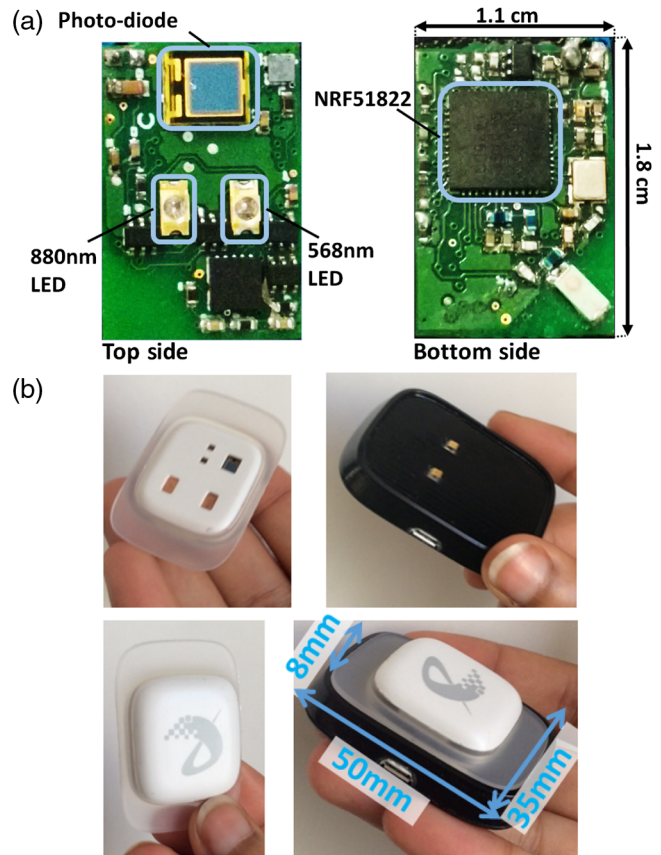 (a)
Photo-diode
880nm
LED
568nm
LED
Top side
1.1 cm
NRF51822
1.8 cm
Bottom side
(b)
8mm
50mm
35mm